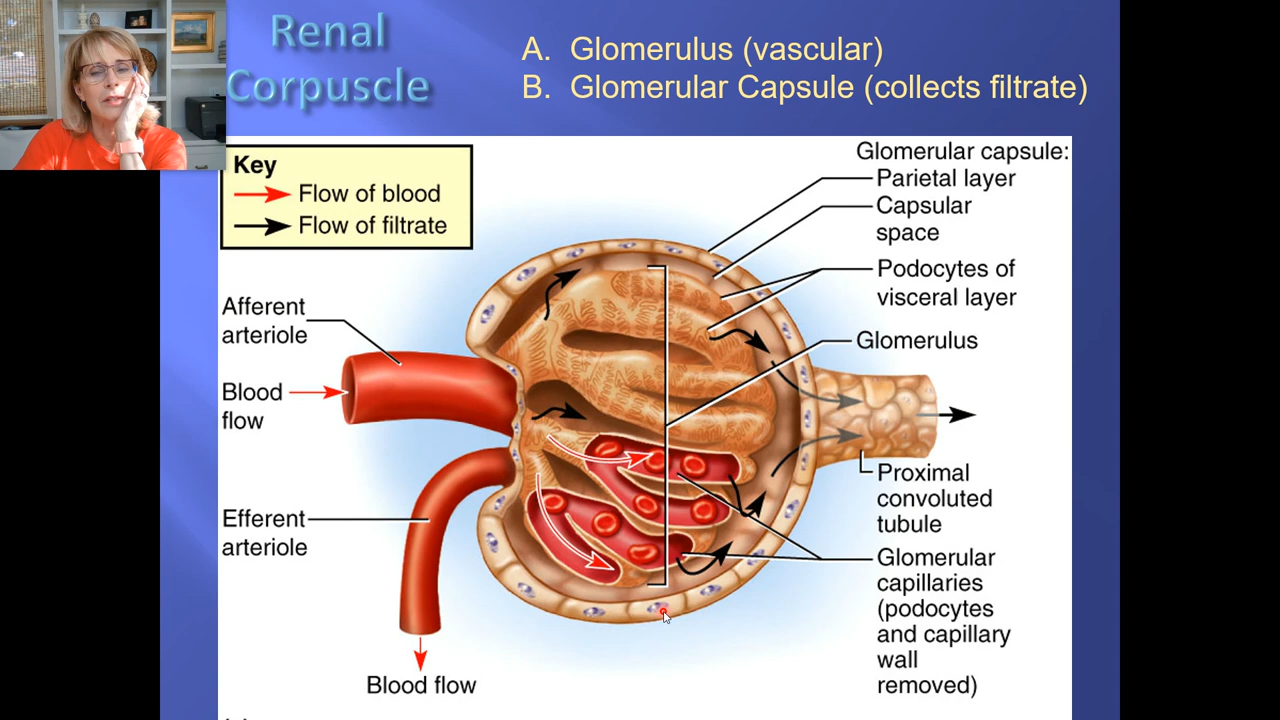 Renal
Corpuscle
A. Glomerulus (vascular)
B. Glomerular Capsule (collects filtrate)
Key
Flow of blood
Flow of filtrate
Glomerular capsule:
Parietal layer
Capsular
space
Podocytes of
visceral layer
Glomerulus
Afferent
arteriole
Blood
flow
Efferent
arteriole
Blood flow
Proximal
convoluted
tubule
Glomerular
capillaries
(podocytes
and capillary
wall
removed)